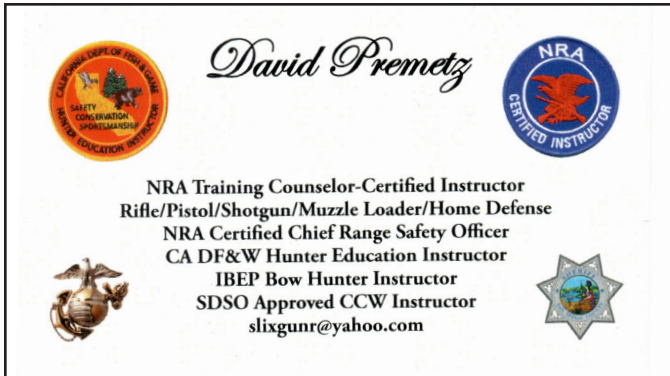 David Premetz
CALIFORNIA DEPT. OF FISH & GAME
SAFETY
CONSERVATION
SPORTSMANSHIP
HUNTER EDUCATION INSTRUCTOR
NRA
CERTIFIED INSTRUCTOR
NRA Training Counselor-Certified Instructor
Rifle/Pistol/Shotgun/Muzzle Loader/Home Defense
NRA Certified Chief Range Safety Officer
CA DF&W Hunter Education Instructor
IBEP Bow Hunter Instructor
SDSO Approved CCW Instructor
slixgunr@yahoo.com
SHERIFF